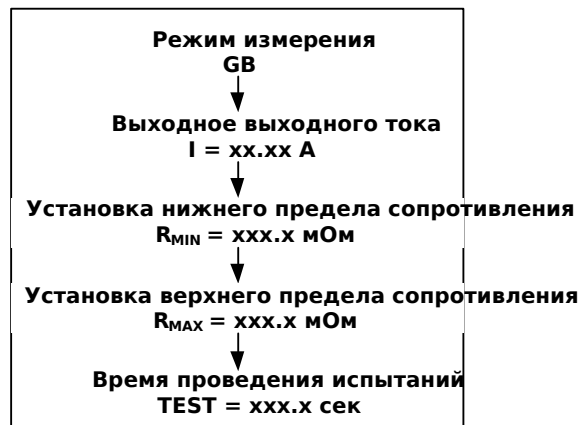 Режим измерения
GB
Выходное выходного тока
I = xx.xx A
Установка нижнего предела сопротивления
RMIN = xxx.x мОм
Установка верхнего предела сопротивления
RMAX = xxx.x мОм
Время проведения испытаний
TEST = xxx.x сек